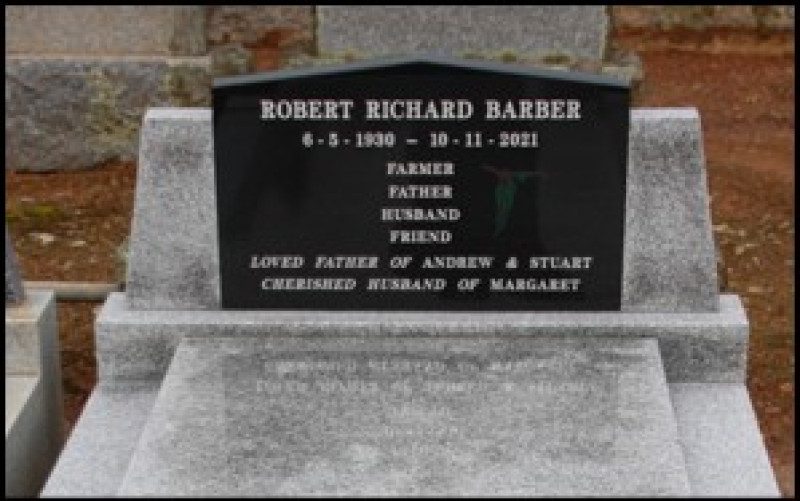 ROBERT RICHARD BARBER
6-5-1930 - 10-11-2021
FARMER
FATHER
HUSBAND
FRIEND
LOVED FATHER OF ANDREW & STUART
CHERISHED HUSBAND OF MARGARET